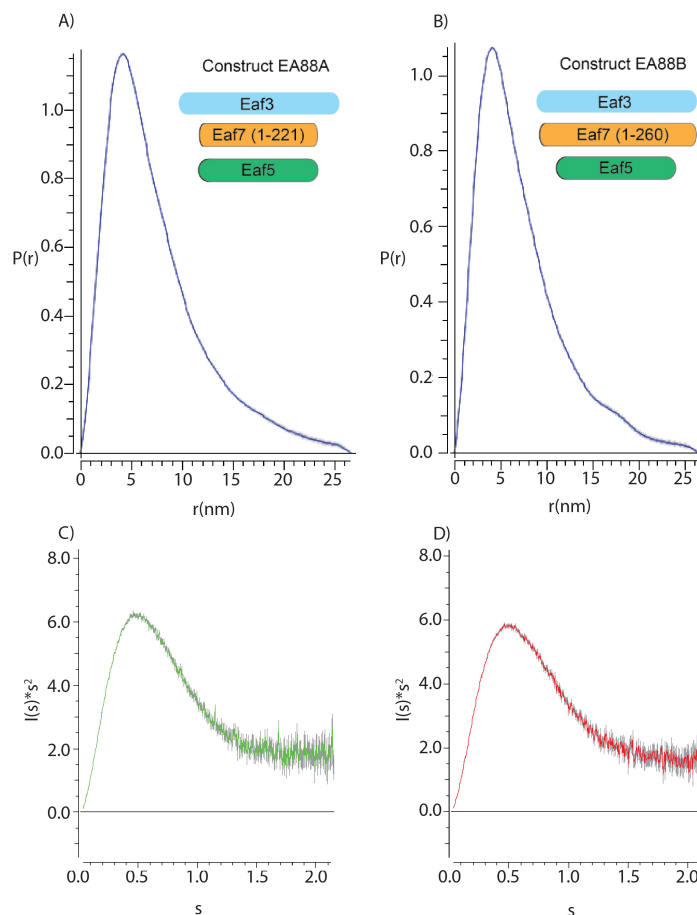 A)
Construct EA88A
Eaf3
Eaf7 (1-221)
Eaf5
P(r)
1.0
0.8
0.6
0.4
0.2
0.0
0 5 10 15 20 25
r(nm)
B)
Construct EA88B
Eaf3
Eaf7 (1-260)
Eaf5
P(r)
1.0
0.8
0.6
0.4
0.2
0.0
0 5 10 15 20 25
r(nm)
C)
I(s)*s²
8.0
6.0
4.0
2.0
0.0
0.0 0.5 1.0 1.5 2.0
s
D)
I(s)*s²
8.0
6.0
4.0
2.0
0.0
0.0 0.5 1.0 1.5 2.0
s